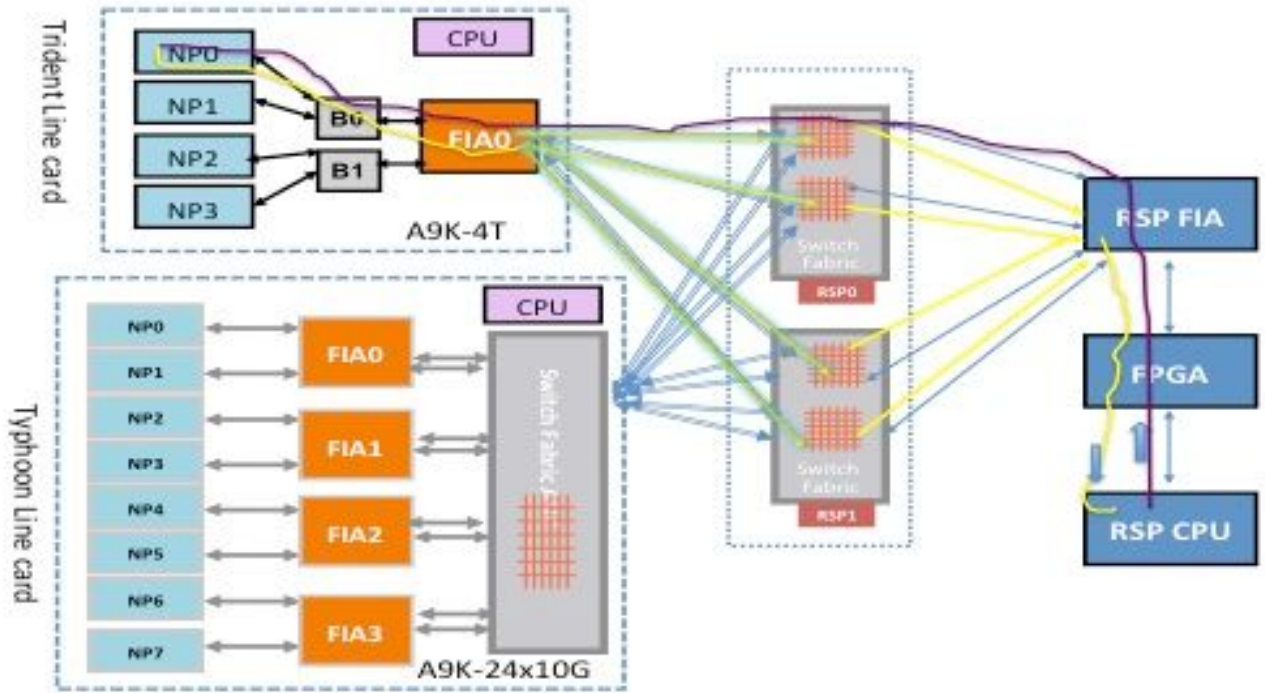 Trident Line card
CPU
NP0
NP1
NP2
NP3
B0
B1
FIA0
A9K-4T
Typhoon Line card
CPU
NP0
NP1
NP2
NP3
NP4
NP5
NP6
NP7
FIA0
FIA1
FIA2
FIA3
Switch Fabric
A9K-24x10G
Switch
Fabric
RSP0
Switch
Fabric
RSP1
RSP FIA
FPGA
RSP CPU